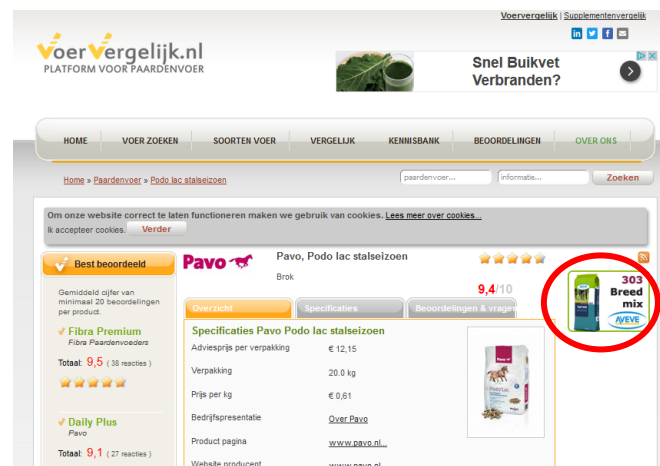 Voervergelijk | Supplementenvergelijk
VoerVergelijk.nl
PLATFORM VOOR PAARDENVOER
Snel Buikvet
Verbranden?
HOME VOER ZOEKEN SOORTEN VOER VERGELIJK KENNISBANK BEOORDELINGEN OVER ONS
Home » Paardenvoer » Podo lac stalseizoen
paardenvoer... informatie... Zoeken
Om onze website correct te laten functioneren maken we gebruik van cookies. Lees meer over cookies...
Ik accepteer cookies. Verder
Best beoordeeld
Gemiddeld cijfer van
minimaal 20 beoordelingen
per product.
Fibra Premium
Fibra Paardenvoeders
Totaal: 9,5 ( 38 reacties )
Daily Plus
Pavo
Totaal: 9,1 ( 27 reacties )
Pavo
Pavo, Podo lac stalseizoen
Brok
9,4/10
Overzicht Specificaties Beoordelingen & vragen
Specificaties Pavo Podo lac stalseizoen
Adviesprijs per verpakking € 12,15
Verpakking 20.0 kg
Prijs per kg € 0,61
Bedrijfspresentatie Over Pavo
Product pagina www.pavo.nl...
Website producent www.pavo.nl
303
Breed
mix
AVEVE